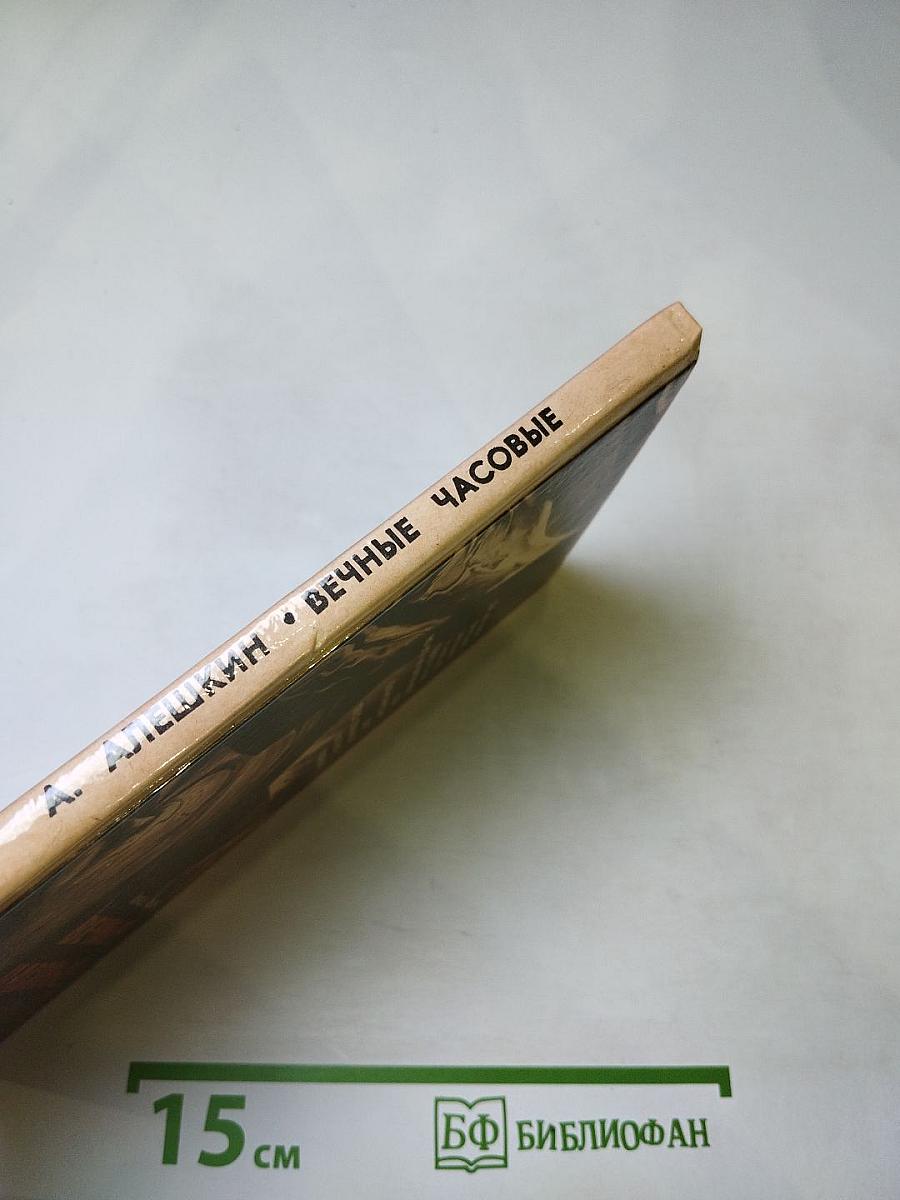 А. АЛЕШКИН • ВЕЧНЫЕ ЧАСОВЫЕ
15 см
БФ БИБЛИОФАН